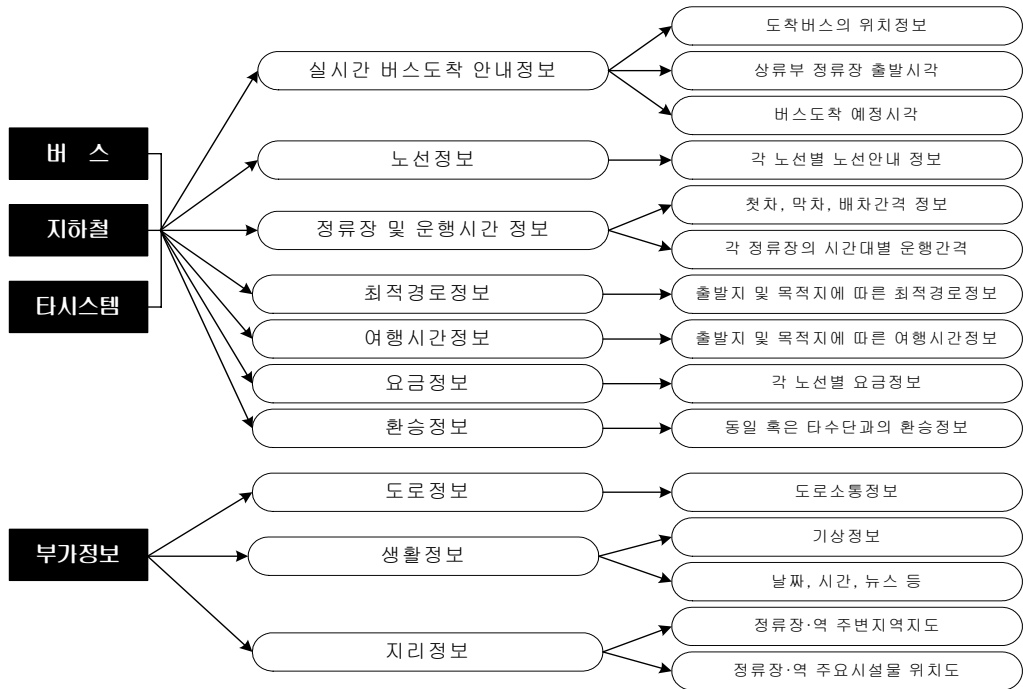 버 스
지하철
타시스템
실시간 버스도착 안내정보
도착버스의 위치정보
상류부 정류장 출발시각
버스도착 예정시각
노선정보
각 노선별 노선안내 정보
정류장 및 운행시간 정보
첫차, 막차, 배차간격 정보
각 정류장의 시간대별 운행간격
최적경로정보
출발지 및 목적지에 따른 최적경로정보
여행시간정보
출발지 및 목적지에 따른 여행시간정보
요금정보
각 노선별 요금정보
환승정보
동일 혹은 타수단과의 환승정보
부가정보
도로정보
도로소통정보
생활정보
기상정보
날짜, 시간, 뉴스 등
지리정보
정류장·역 주변지역지도
정류장·역 주요시설물 위치도